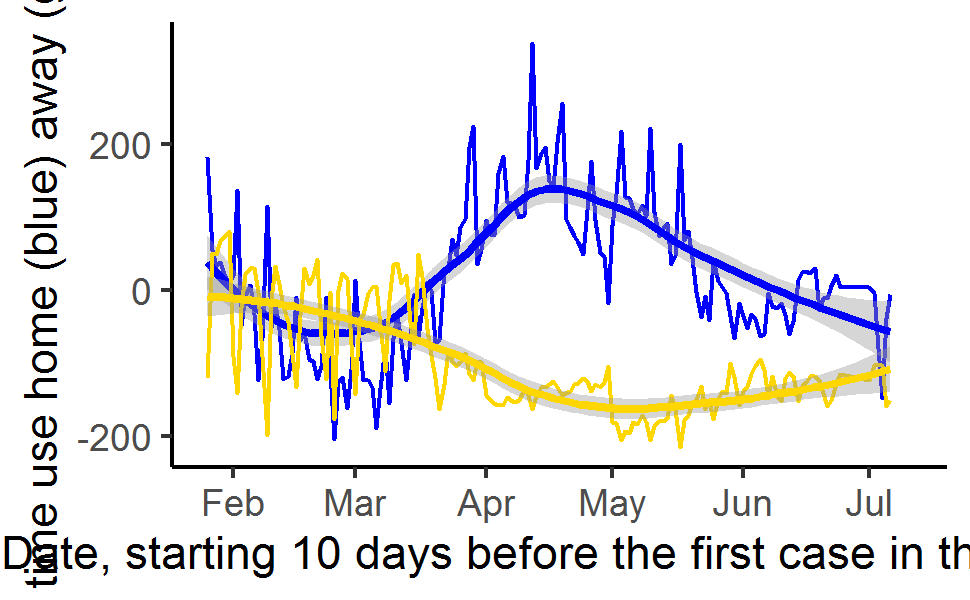 time use home (blue) away (
200
0
-200
Feb Mar Apr May Jun Jul
Date, starting 10 days before the first case in th